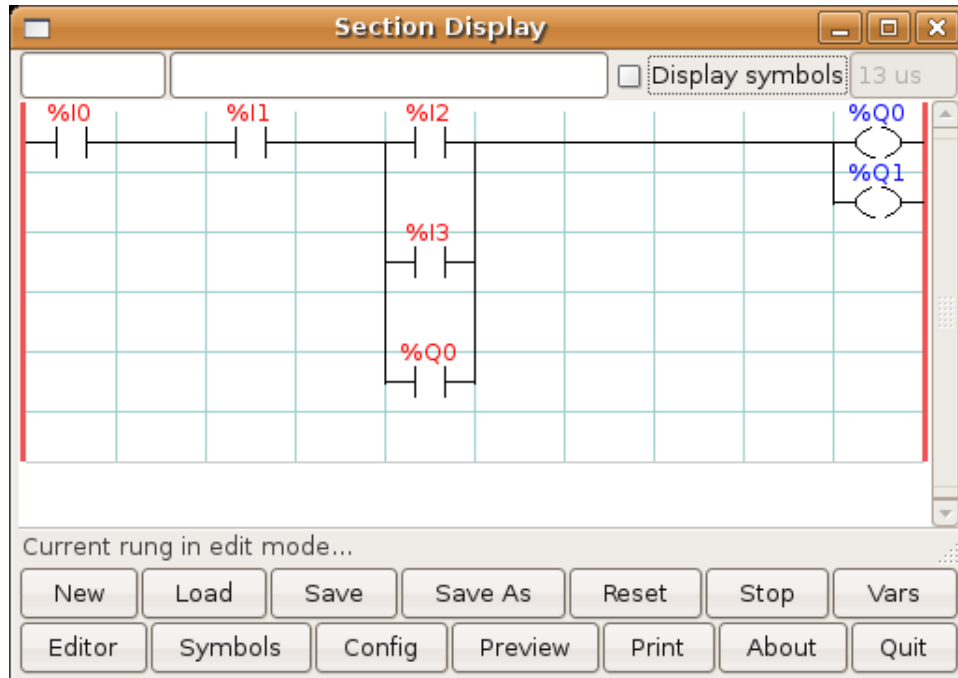 Section Display
Display symbols 13 us
%I0 %I1 %I2 %Q0
%Q1
%I3
%Q0
Current rung in edit mode...
New Load Save Save As Reset Stop Vars
Editor Symbols Config Preview Print About Quit